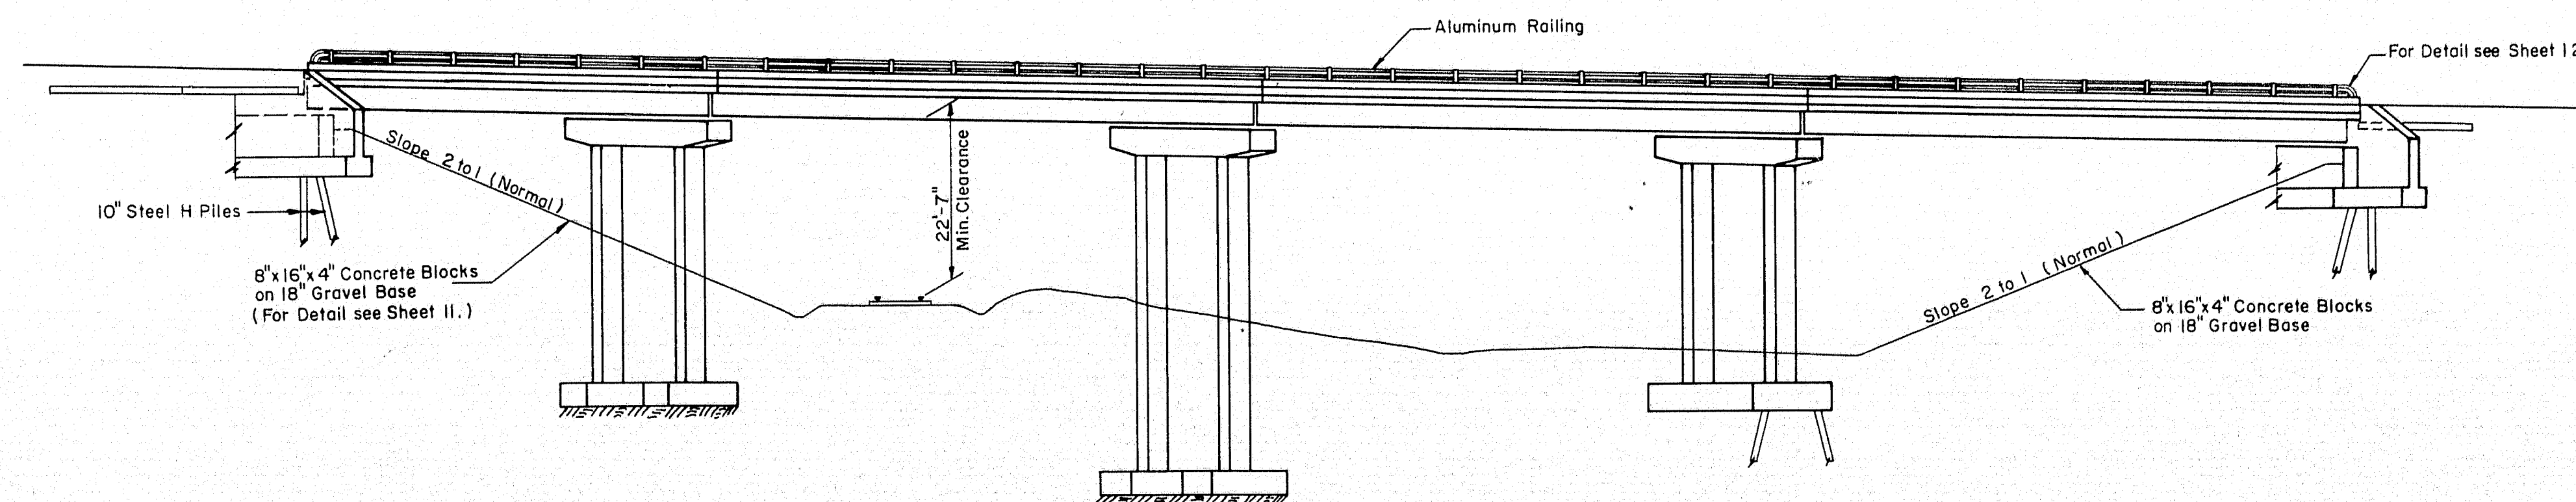 Aluminum Railing
For Detail see Sheet 12
Slope 2 to 1 (Normal)
22'-7"
Min. Clearance
10" Steel H Piles
8"x16"x4" Concrete Blocks
on 18" Gravel Base
(For Detail see Sheet 11.)
Slope 2 to 1 (Normal)
8"x16"x4" Concrete Blocks
on 18" Gravel Base